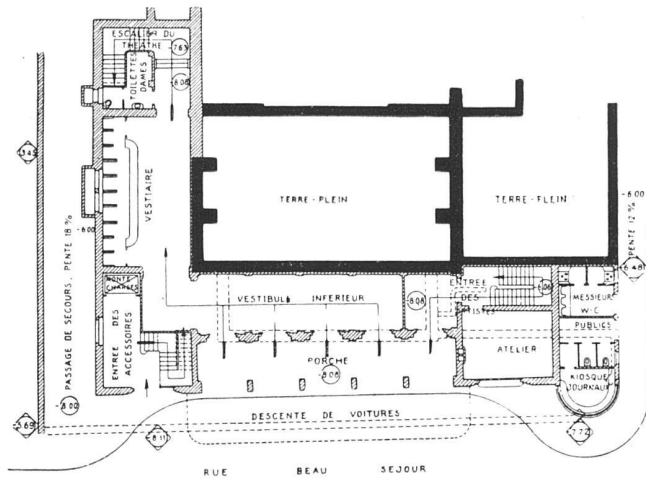 ESCALIER DU
THEATRE
-7.63
-8.08
TOILETTES
DAMES
-3.45
VESTIAIRE
-6.00
PASSAGE DE SECOURS, PENTE 18 %
TERRE-PLEIN
TERRE-PLEIN
-6.00
PENTE 12 %
-6.48
MONTE
CHARGES
ENTREE DES
ACCESSOIRES
VESTIBULE INFERIEUR
-8.08
ENTREE
DES
ARTISTES
-6.06
MESSIEURS
W-C
PUBLICS
ATELIER
PORCHE
-8.08
KIOSQUE
JOURNAUX
-8.00
-8.11
DESCENTE DE VOITURES
-7.72
RUE BEAU SEJOUR